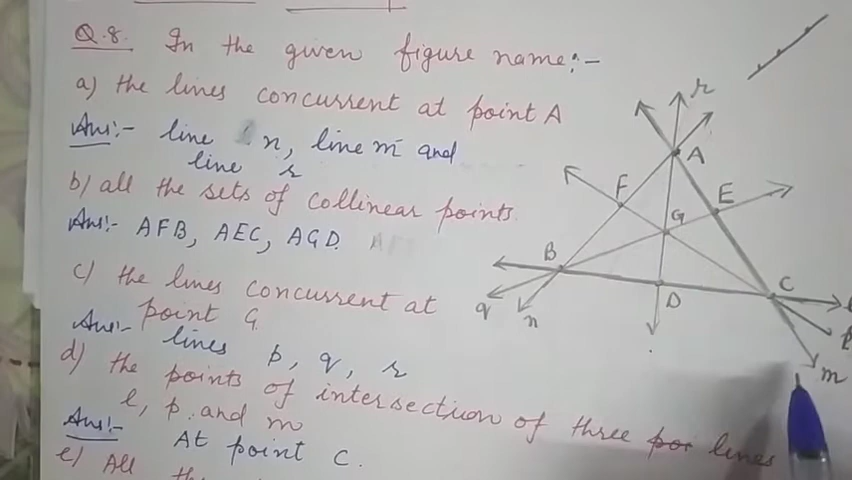 Q.8. In the given figure name:-
a) the lines concurrent at point A
Ans:- line n, line m and
line r
b) all the sets of collinear points.
Ans:- AFB, AEC, AGD.
c) the lines concurrent at
point G
Ans:- lines p, q, r
d) the points of intersection of three lines
l, p and m
Ans:- At point C.
e) All the
r
A
F
E
G
B
D
C
q
n
l
p
m